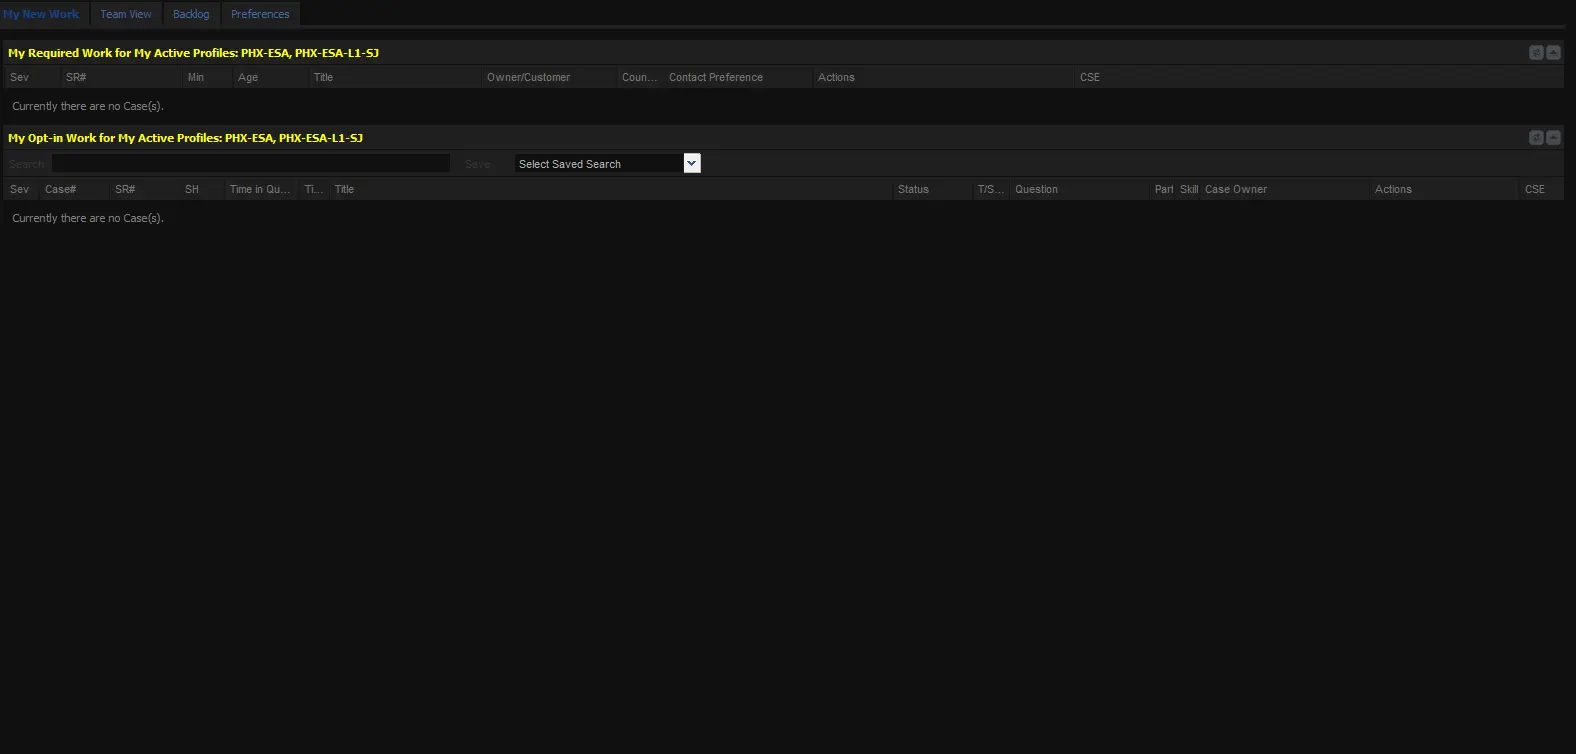 My New Work Team View Backlog Preferences
My Required Work for My Active Profiles: PHX-ESA, PHX-ESA-L1-SJ
Sev SR# Min Age Title Owner/Customer Coun... Contact Preference Actions CSE
Currently there are no Case(s).
My Opt-in Work for My Active Profiles: PHX-ESA, PHX-ESA-L1-SJ
Search: Save Select Saved Search
Sev Case# SR# SH Time in Qu... Ti... Title Status T/S... Question Part Skill Case Owner Actions CSE
Currently there are no Case(s).